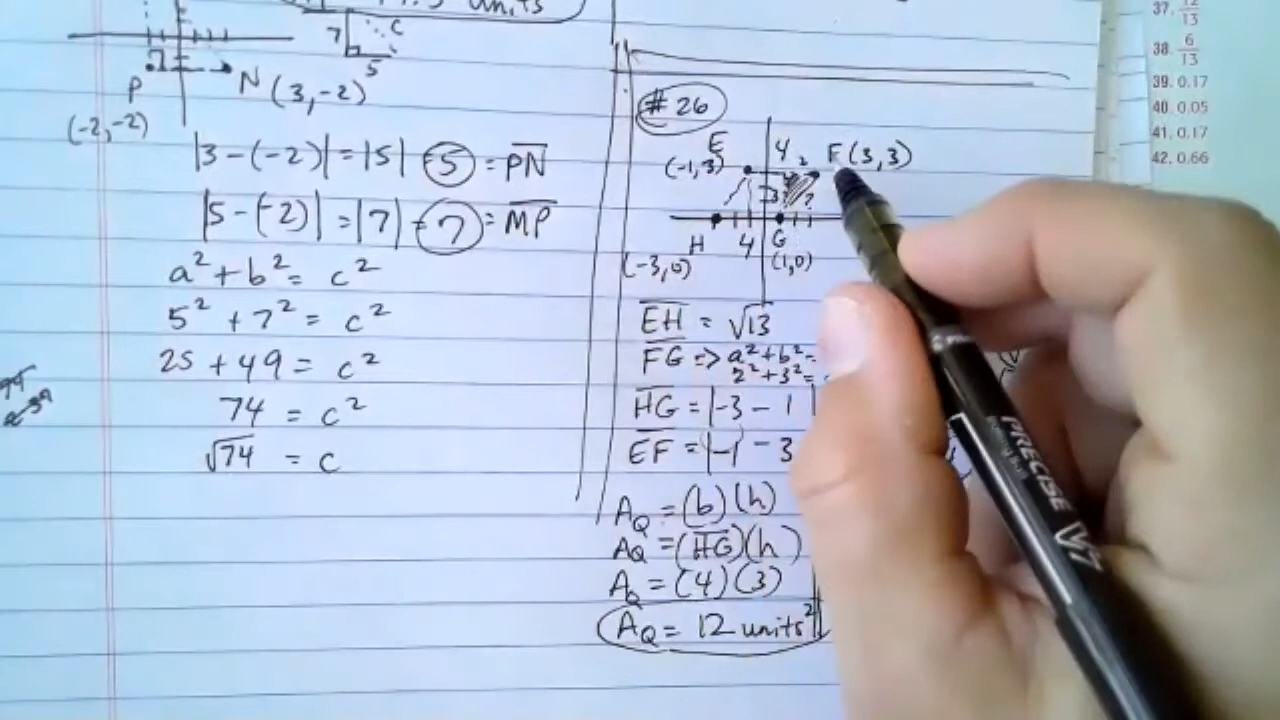 units
7
C
5
P
N (3,-2)
(-2,-2)
|3-(-2)| = |5| = 5 = PN
|5-(-2)| = |7| = 7 = MP
a² + b² = c²
5² + 7² = c²
25 + 49 = c²
74 = c²
√74 = c
#26
E
(-1,3)
4
2
F(3,3)
3
2
H
4
G
(-3,0)
(1,0)
EH = √13
FG => a²+b²=
2²+3²=
HG = |-3 - 1|
EF = |-1 - 3
A_Q = (b)(h)
A_Q = (HG)(h)
A_Q = (4)(3)
A_Q = 12 units²
37. 12/13
38. 6/13
39. 0.17
40. 0.05
41. 0.17
42. 0.66
PRECISE V7